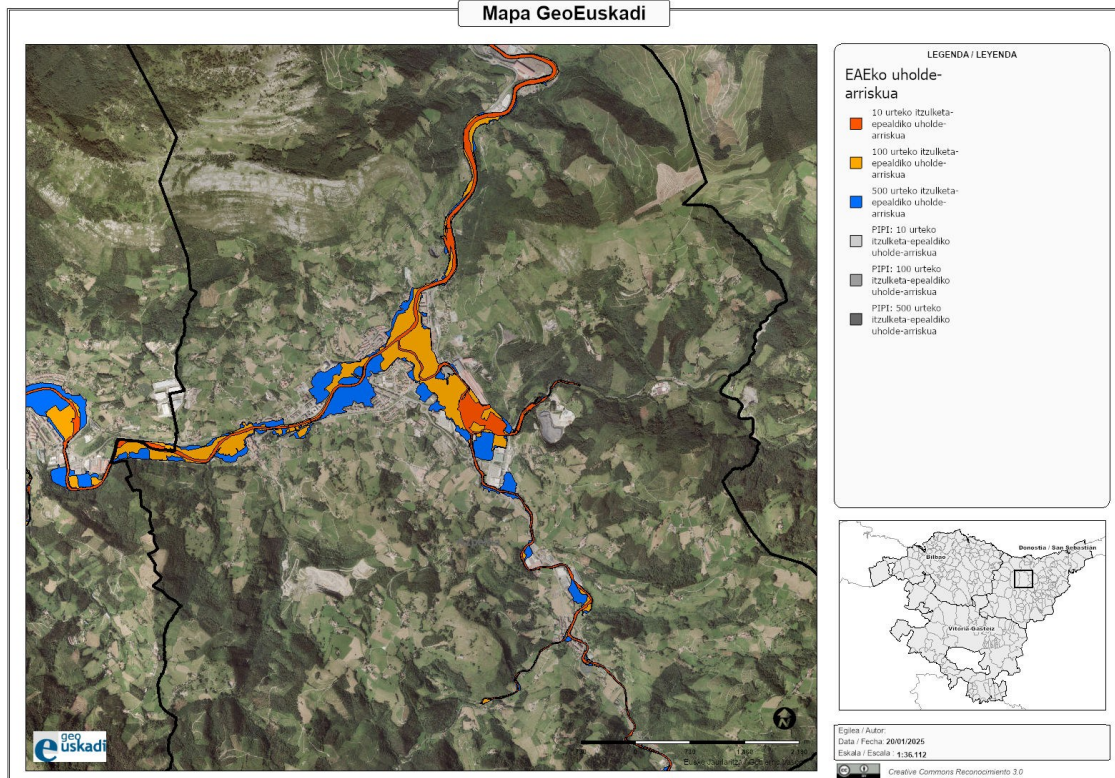 Mapa GeoEuskadi
LEGENDA / LEYENDA
EAEko uholde-
arriskua
10 urteko itzulketa-
epealdiko uholde-
arriskua
100 urteko itzulketa-
epealdiko uholde-
arriskua
500 urteko itzulketa-
epealdiko uholde-
arriskua
PIPI: 10 urteko
itzulketa-epealdiko
uholde-arriskua
PIPI: 100 urteko
itzulketa-epealdiko
uholde-arriskua
PIPI: 500 urteko
itzulketa-epealdiko
uholde-arriskua
Donostia / San Sebastián
Bilbao
Vitoria-Gasteiz
geo
euskadi
720
Egilea / Autor:
Data / Fecha: 20/01/2025
Eskala / Escala : 1:36.112
Creative Commons Reconocimiento 3.0